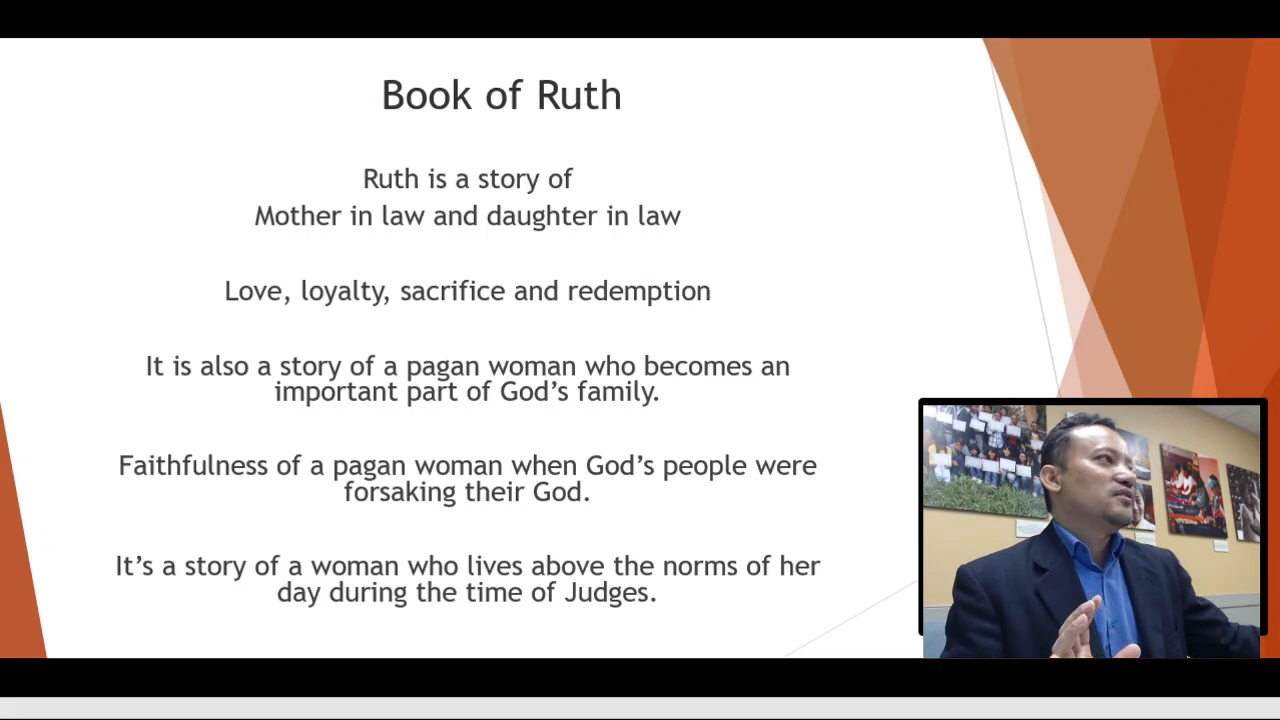 Book of Ruth
Ruth is a story of
Mother in law and daughter in law
Love, loyalty, sacrifice and redemption
It is also a story of a pagan woman who becomes an
important part of God’s family.
Faithfulness of a pagan woman when God’s people were
forsaking their God.
It’s a story of a woman who lives above the norms of her
day during the time of Judges.